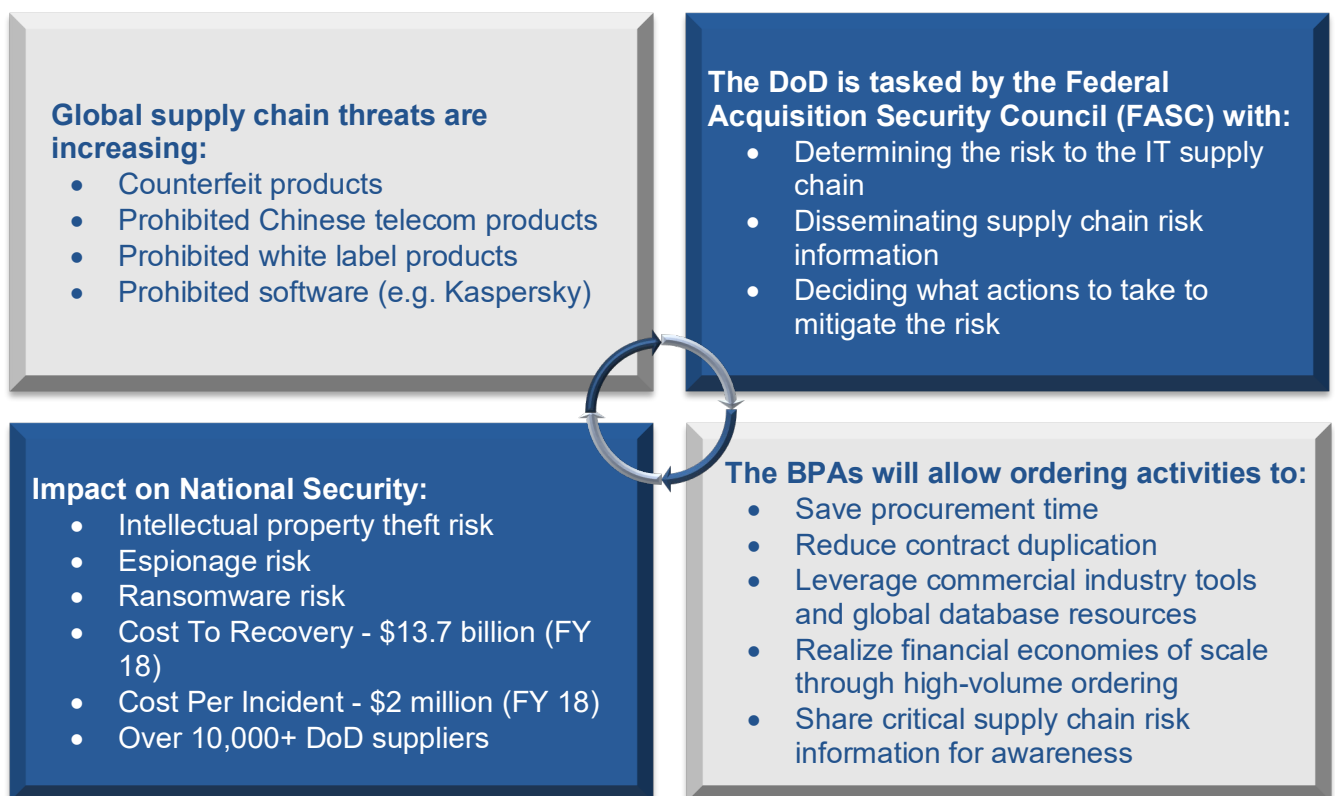 Global supply chain threats are
increasing:
• Counterfeit products
• Prohibited Chinese telecom products
• Prohibited white label products
• Prohibited software (e.g. Kaspersky)
The DoD is tasked by the Federal
Acquisition Security Council (FASC) with:
• Determining the risk to the IT supply
chain
• Disseminating supply chain risk
information
• Deciding what actions to take to
mitigate the risk
Impact on National Security:
• Intellectual property theft risk
• Espionage risk
• Ransomware risk
• Cost To Recovery - $13.7 billion (FY
18)
• Cost Per Incident - $2 million (FY 18)
• Over 10,000+ DoD suppliers
The BPAs will allow ordering activities to:
• Save procurement time
• Reduce contract duplication
• Leverage commercial industry tools
and global database resources
• Realize financial economies of scale
through high-volume ordering
• Share critical supply chain risk
information for awareness